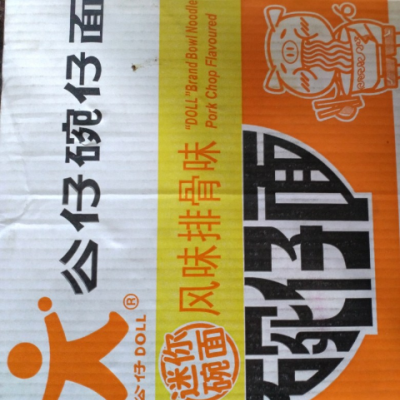 公仔碗仔面
®
公仔 DOLL
"DOLL" Brand Bowl Noodle
Pork Chop Flavoured
风味排骨味
迷你
碗面
碗仔面